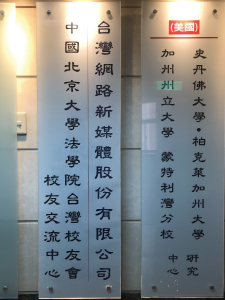 (美國)
史丹佛大學・柏克萊加州大學
加州州立大學 蒙特利灣分校
研究
中心
台灣網路新媒體股份有限公司
中國北京大學法學院台灣校友會
校友交流中心